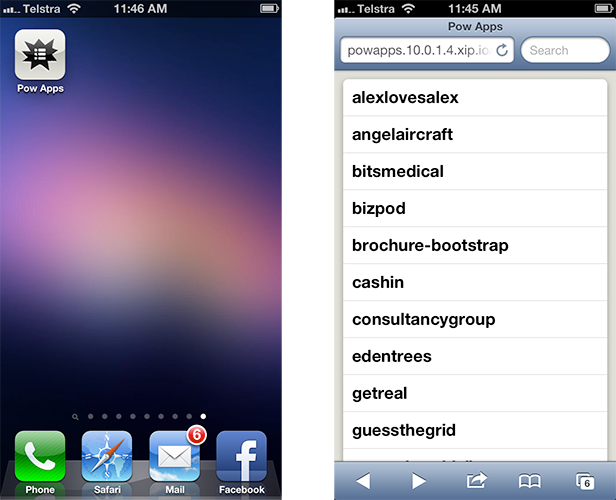 Telstra 11:46 AM
Pow Apps
6
Phone Safari Mail Facebook
Telstra 11:45 AM
Pow Apps
powapps.10.0.1.4.xip.io
Search
alexlovesalex
angelaircraft
bitsmedical
bizpod
brochure-bootstrap
cashin
consultancygroup
edentrees
getreal
guessthegrid
6